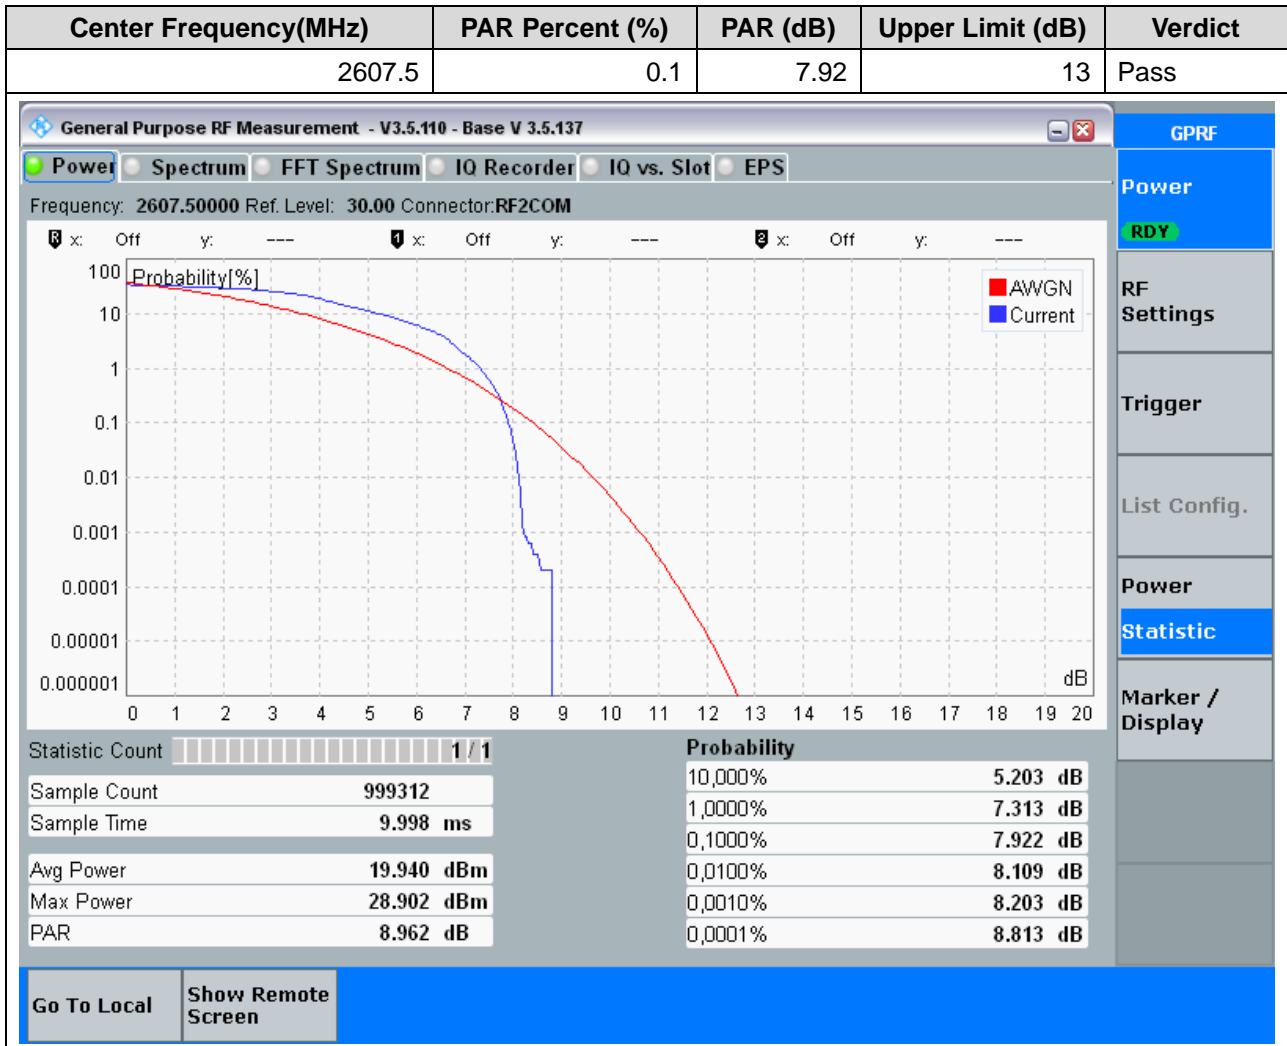 Center Frequency(MHz) PAR Percent (%) PAR (dB) Upper Limit (dB) Verdict
2607.5 0.1 7.92 13 Pass
General Purpose RF Measurement - V3.5.110 - Base V 3.5.137
GPRF
Power Spectrum FFT Spectrum IQ Recorder IQ vs. Slot EPS
Power
RDY
Frequency: 2607.50000 Ref. Level: 30.00 Connector:RF2COM
R x: Off y: --- 1 x: Off y: --- 2 x: Off y: ---
Probability[%]
AWGN
Current
100
10
1
0.1
0.01
0.001
0.0001
0.00001
0.000001
dB
0 1 2 3 4 5 6 7 8 9 10 11 12 13 14 15 16 17 18 19 20
RF
Settings
Trigger
List Config.
Power
Statistic
Marker /
Display
Statistic Count 1 / 1
Sample Count 999312
Sample Time 9.998 ms
Avg Power 19.940 dBm
Max Power 28.902 dBm
PAR 8.962 dB
Probability
10,000% 5.203 dB
1,0000% 7.313 dB
0,1000% 7.922 dB
0,0100% 8.109 dB
0,0010% 8.203 dB
0,0001% 8.813 dB
Go To Local
Show Remote
Screen